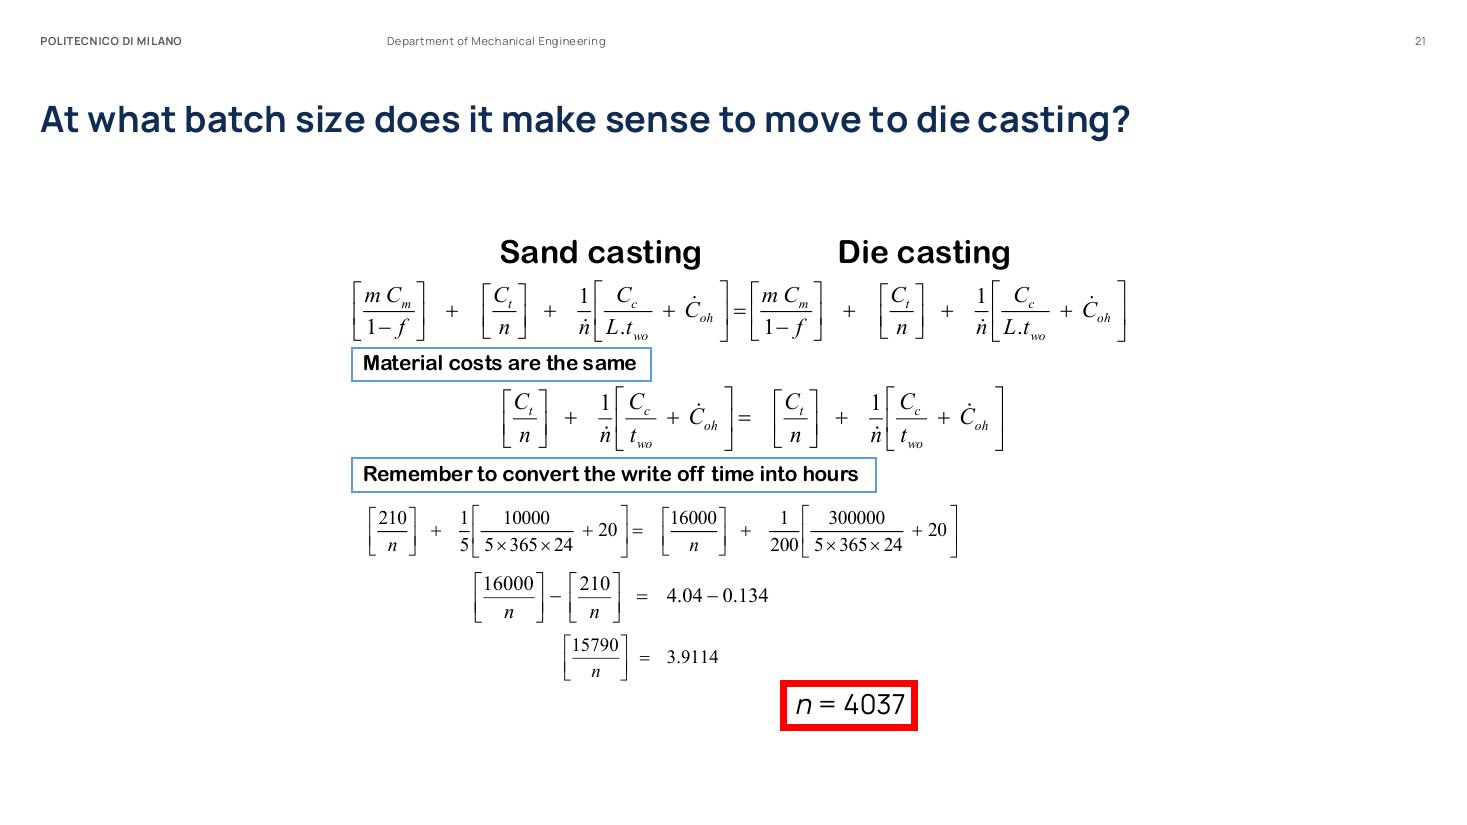 POLITECNICO DI MILANO Department of Mechanical Engineering 21
At what batch size does it make sense to move to die casting?
Sand casting Die casting
[m C_m / 1 − f] + [C_t / n] + 1/ṅ [C_c / L.t_wo + Ċ_oh] = [m C_m / 1 − f] + [C_t / n] + 1/ṅ [C_c / L.t_wo + Ċ_oh]
Material costs are the same
[C_t / n] + 1/ṅ [C_c / t_wo + Ċ_oh] = [C_t / n] + 1/ṅ [C_c / t_wo + Ċ_oh]
Remember to convert the write off time into hours
[210 / n] + 1/5 [10000 / 5 × 365 × 24 + 20] = [16000 / n] + 1/200 [300000 / 5 × 365 × 24 + 20]
[16000 / n] − [210 / n] = 4.04 − 0.134
[15790 / n] = 3.9114
n = 4037